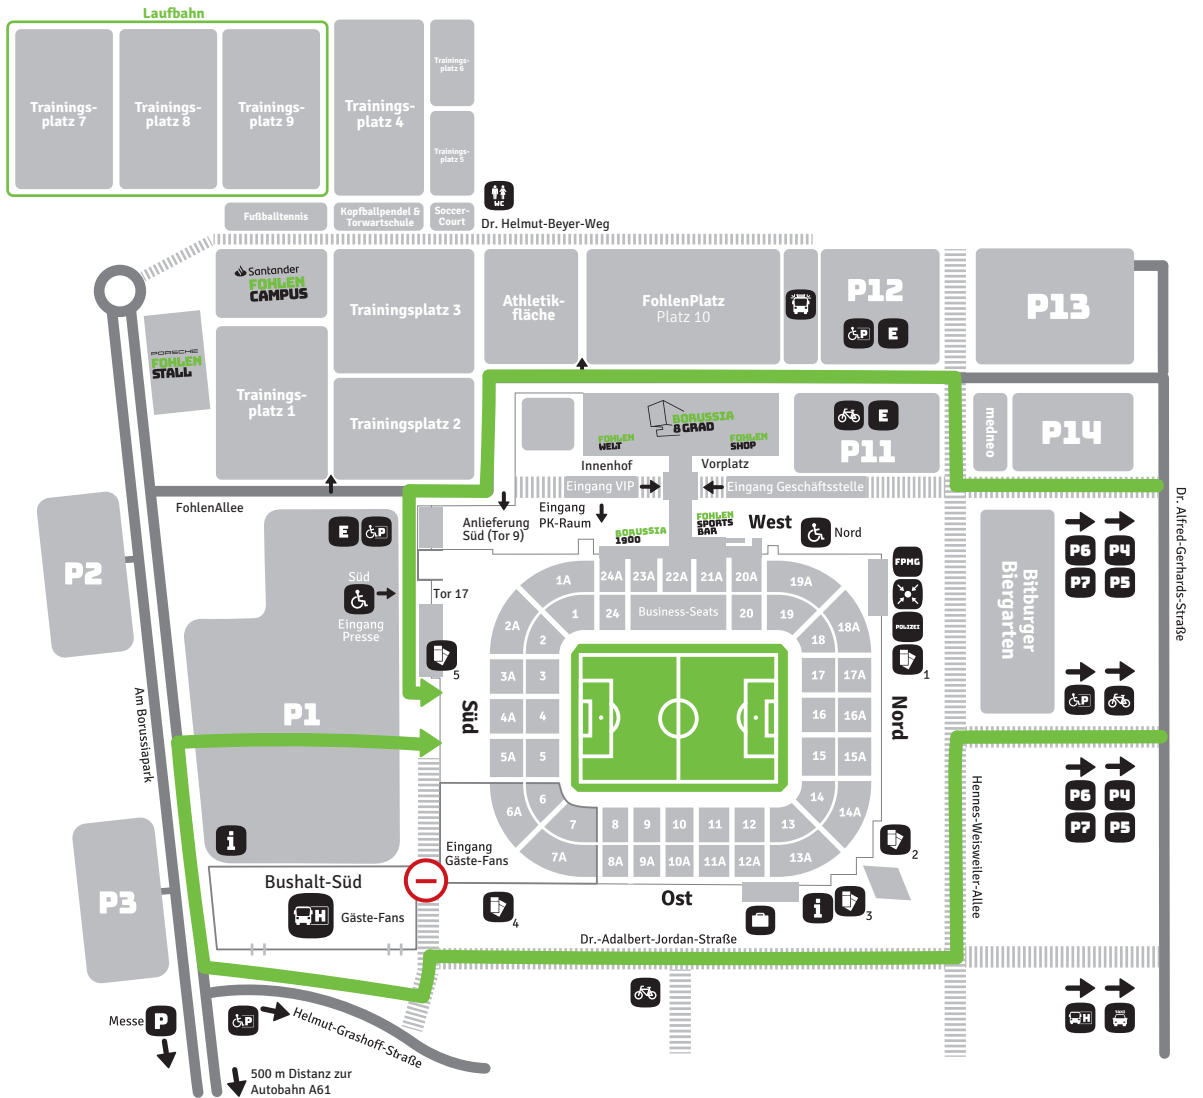 Laufbahn
Trainings-
platz 7
Trainings-
platz 8
Trainings-
platz 9
Trainings-
platz 4
Trainings-
platz 6
Trainings-
platz 5
WC
Fußballtennis
Kopfballpendel &
Torwartschule
Soccer-
Court
Dr. Helmut-Beyer-Weg
Santander
FOHLEN
CAMPUS
Trainingsplatz 3
Athletik-
fläche
FohlenPlatz
Platz 10
P12
P
E
P13
PORSCHE
FOHLEN
STALL
Trainings-
platz 1
Trainingsplatz 2
BORUSSIA
8 GRAD
FOHLEN
WELT
FOHLEN
SHOP
E
P11
medneo
P14
Innenhof
Vorplatz
Eingang VIP
Eingang Geschäftsstelle
FohlenAllee
Anlieferung
Süd (Tor 9)
Eingang
PK-Raum
BORUSSIA
1900
FOHLEN
SPORTS
BAR
West
Nord
E
P
P2
Süd
Eingang
Presse
Tor 17
5
FPMG
POLIZEI
1
Bitburger
Biergarten
P6
P4
P7
P5
Dr. Alfred-Gerhards-Straße
1A
24A
23A
22A
21A
20A
19A
1
24
Business-Seats
20
19
2A
2
18
18A
3A
3
17
17A
4A
4
16
16A
5A
5
15
15A
6A
6
14
14A
7
8
9
10
11
12
13
7A
8A
9A
10A
11A
12A
13A
Süd
Nord
P
P1
Am Borussiapark
P6
P4
P7
P5
Hennes-Weisweiler-Allee
i
Eingang
Gäste-Fans
2
P3
Bushalt-Süd
H
Gäste-Fans
4
Ost
i
3
Dr.-Adalbert-Jordan-Straße
Messe
P
P
Helmut-Grashoff-Straße
H
TAXI
500 m Distanz zur
Autobahn A61